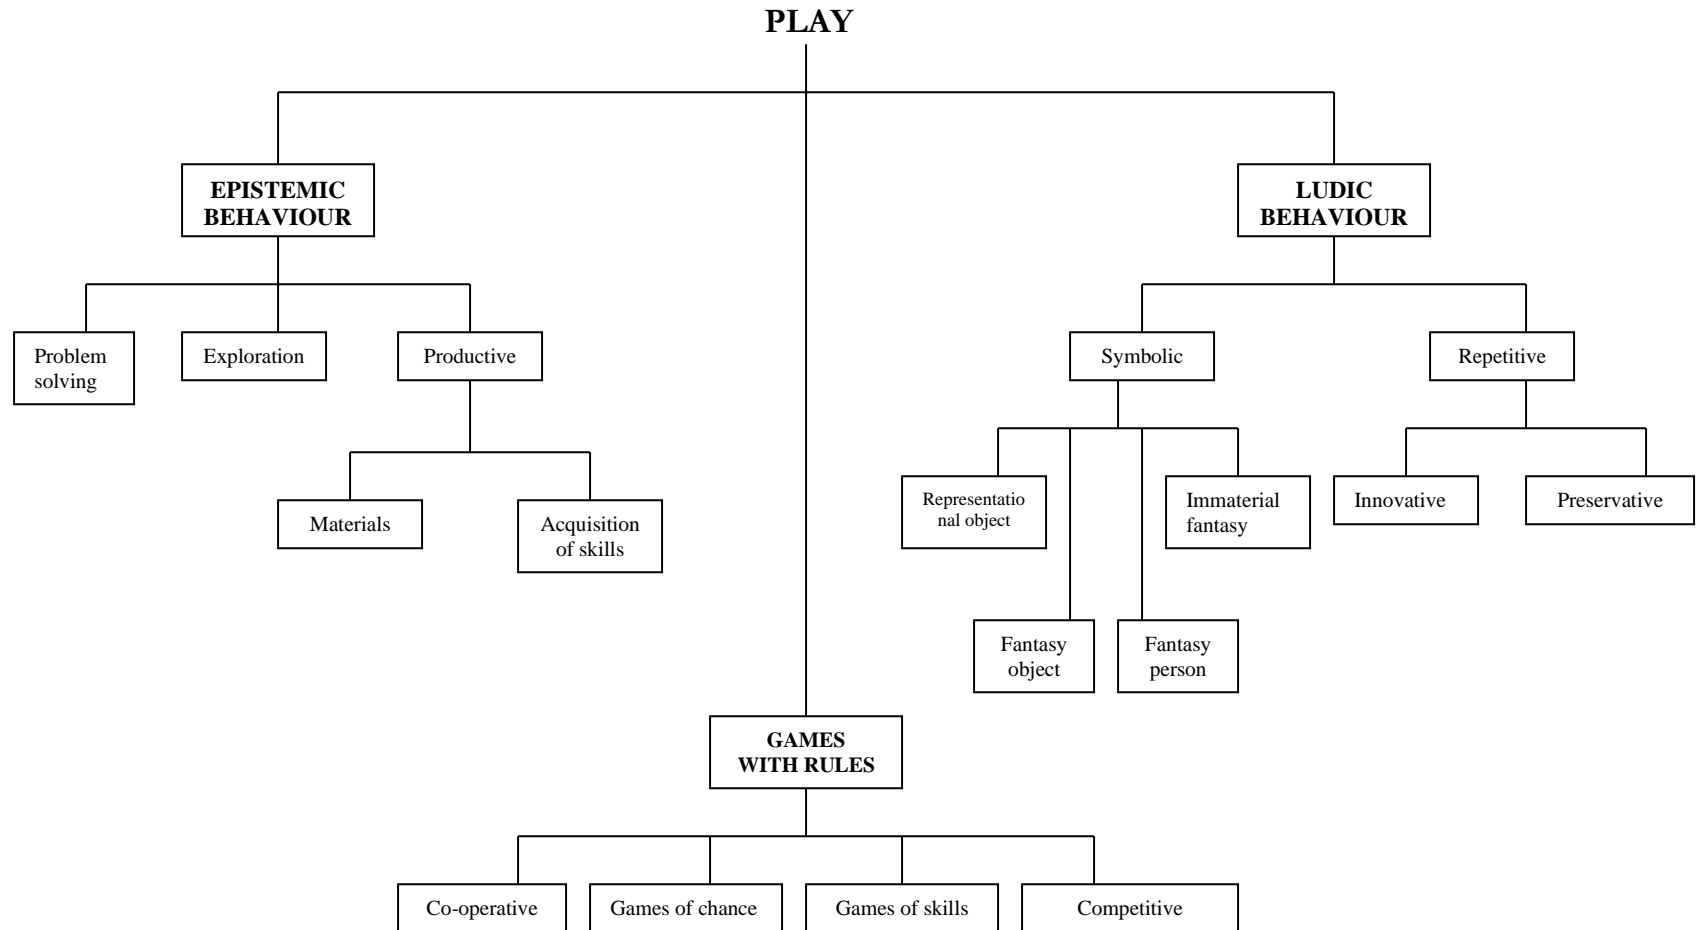 PLAY
EPISTEMIC
BEHAVIOUR
LUDIC
BEHAVIOUR
Problem
solving
Exploration
Productive
Symbolic
Repetitive
Materials
Acquisition
of skills
Representatio
nal object
Immaterial
fantasy
Innovative
Preservative
Fantasy
object
Fantasy
person
GAMES
WITH RULES
Co-operative
Games of chance
Games of skills
Competitive